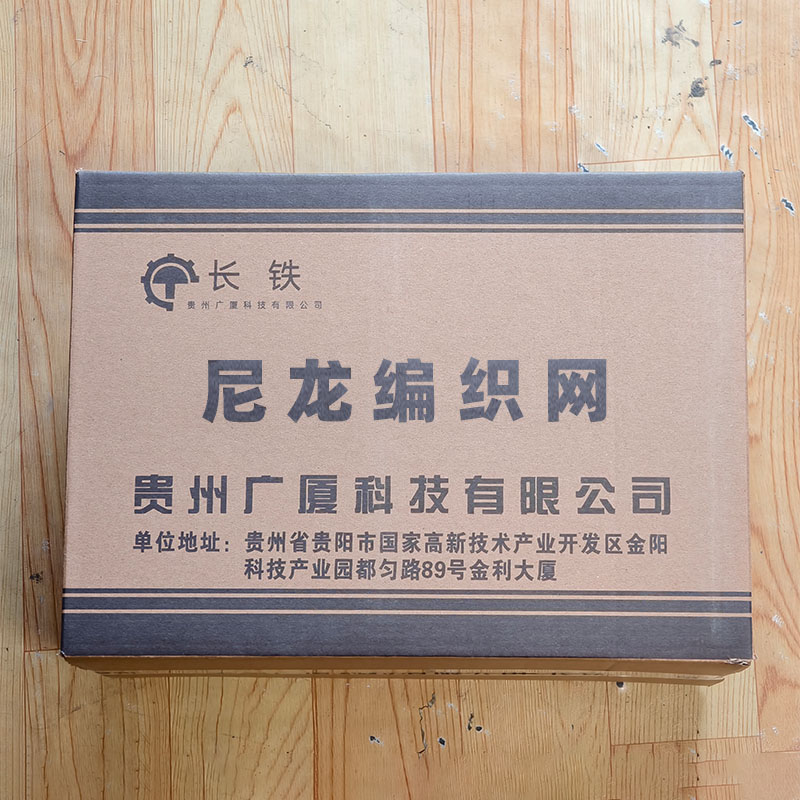 长铁
贵州广厦科技有限公司
尼龙编织网
贵州广厦科技有限公司
单位地址：贵州省贵阳市国家高新技术产业开发区金阳
科技产业园都匀路89号金利大厦